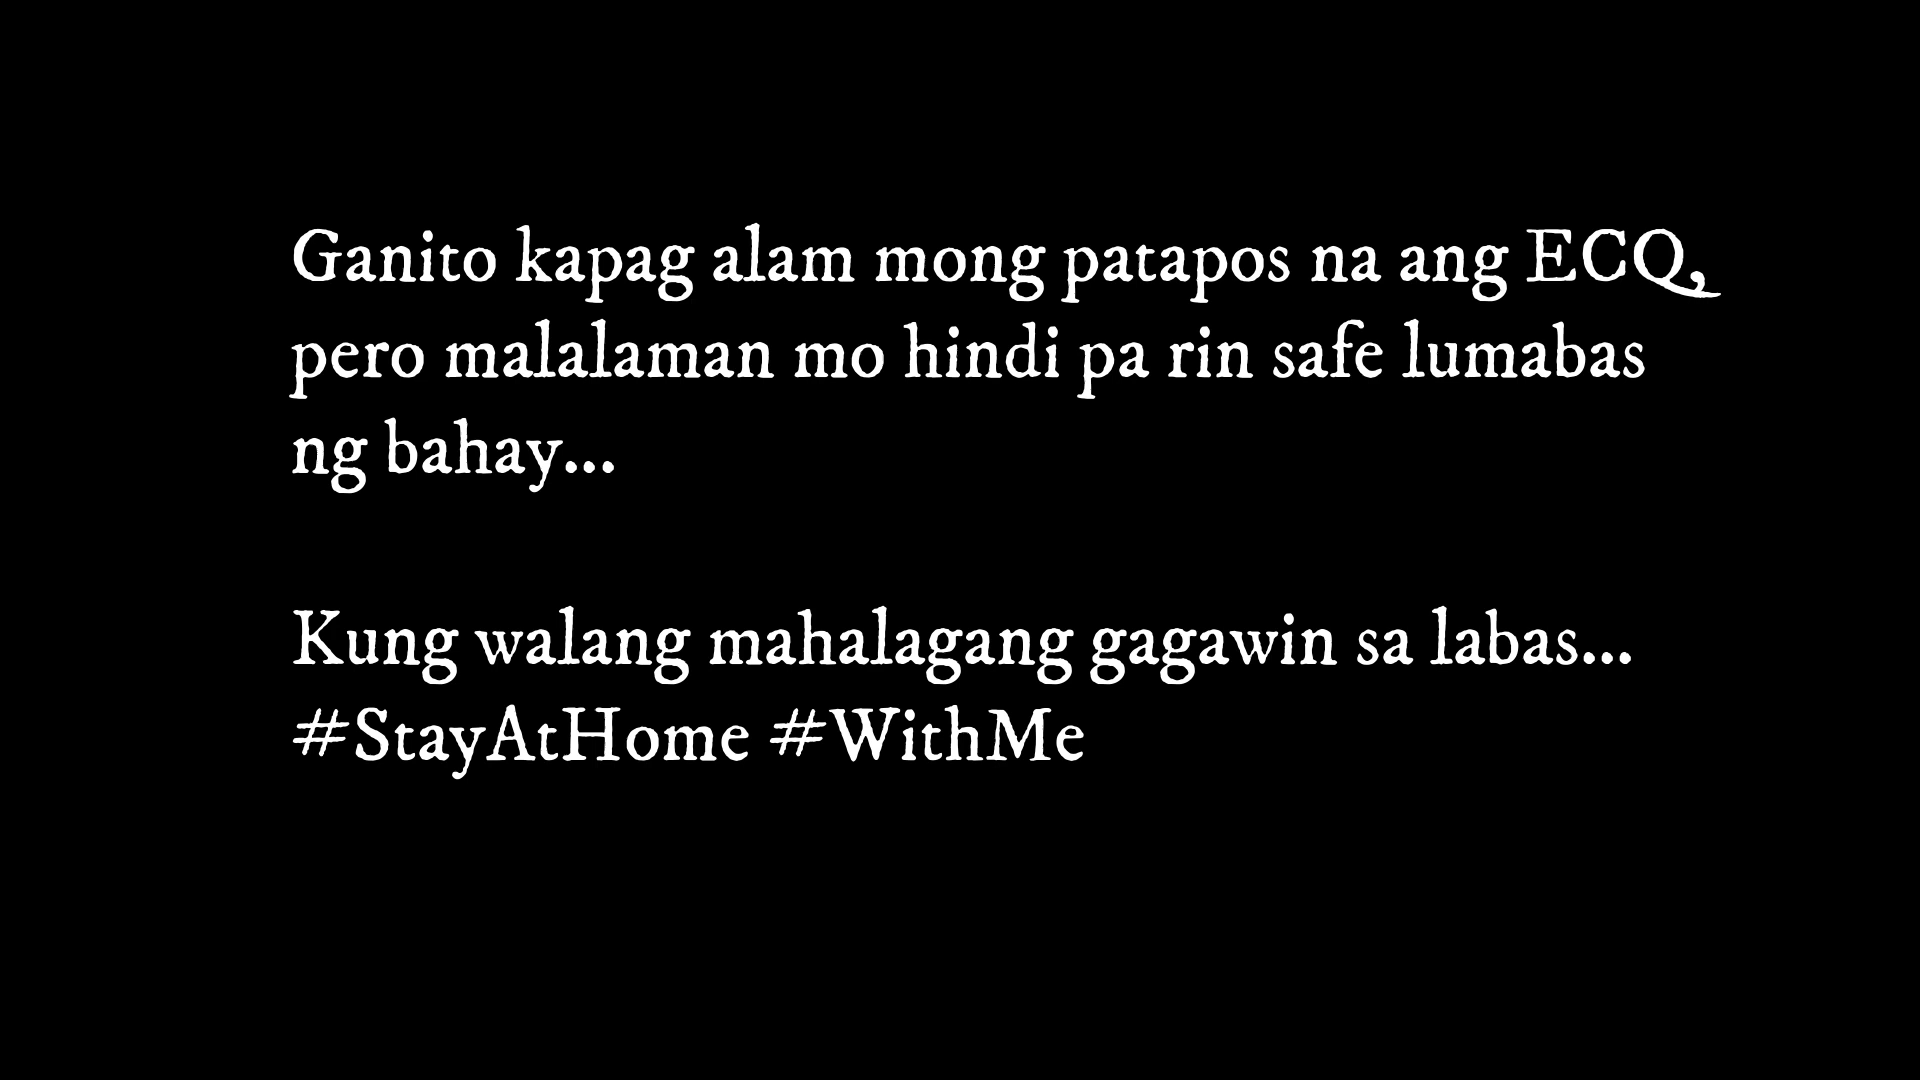 Ganito kapag alam mong patapos na ang ECQ,
pero malalaman mo hindi pa rin safe lumabas
ng bahay...
Kung walang mahalagang gagawin sa labas...
#StayAtHome #WithMe